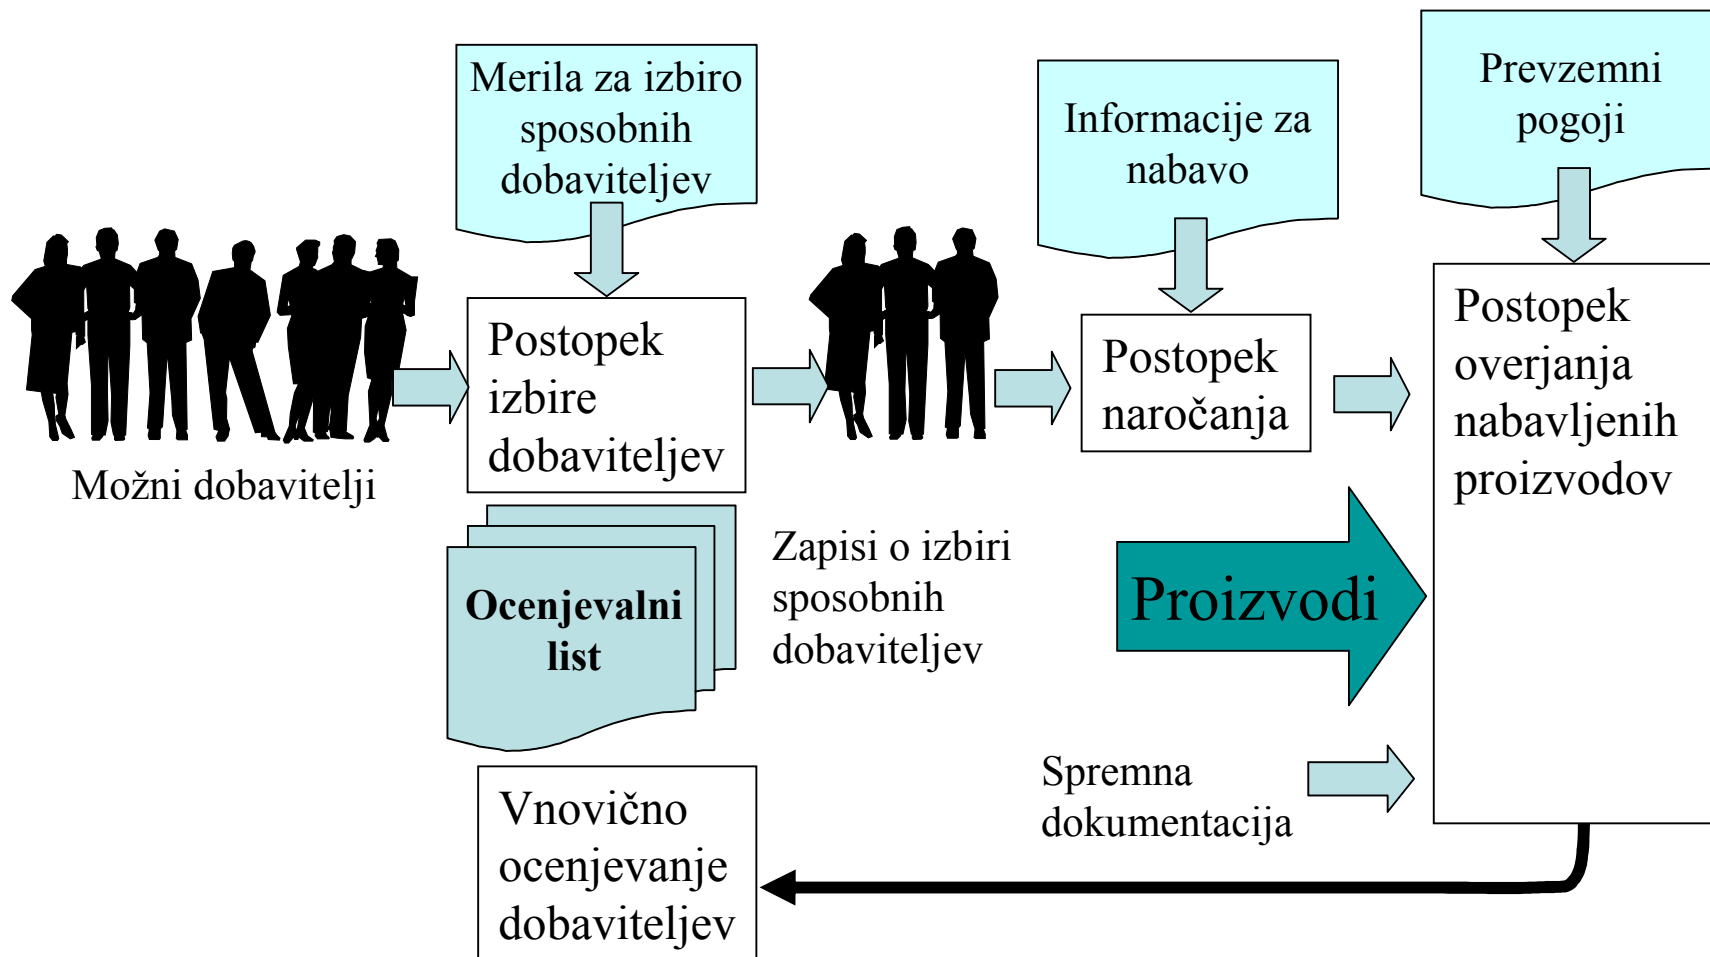 Merila za izbiro
sposobnih
dobaviteljev
Informacije za
nabavo
Prevzemni
pogoji
Možni dobavitelji
Postopek
izbire
dobaviteljev
Postopek
naročanja
Postopek
overjanja
nabavljenih
proizvodov
Ocenjevalni
list
Zapisi o izbiri
sposobnih
dobaviteljev
Proizvodi
Spremna
dokumentacija
Vnovično
ocenjevanje
dobaviteljev